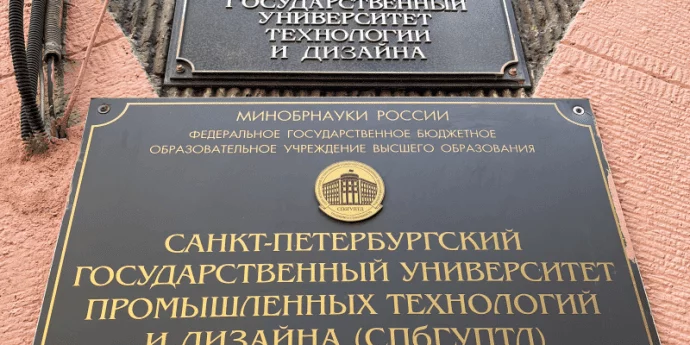 ГОСУДАРСТВЕННЫЙ
УНИВЕРСИТЕТ
ТЕХНОЛОГИИ
И ДИЗАЙНА
МИНОБРНАУКИ РОССИИ
ФЕДЕРАЛЬНОЕ ГОСУДАРСТВЕННОЕ БЮДЖЕТНОЕ
ОБРАЗОВАТЕЛЬНОЕ УЧРЕЖДЕНИЕ ВЫСШЕГО ОБРАЗОВАНИЯ
СПбГУПТД
САНКТ-ПЕТЕРБУРГСКИЙ
ГОСУДАРСТВЕННЫЙ УНИВЕРСИТЕТ
ПРОМЫШЛЕННЫХ ТЕХНОЛОГИЙ
И ДИЗАЙНА (СПбГУПТД)